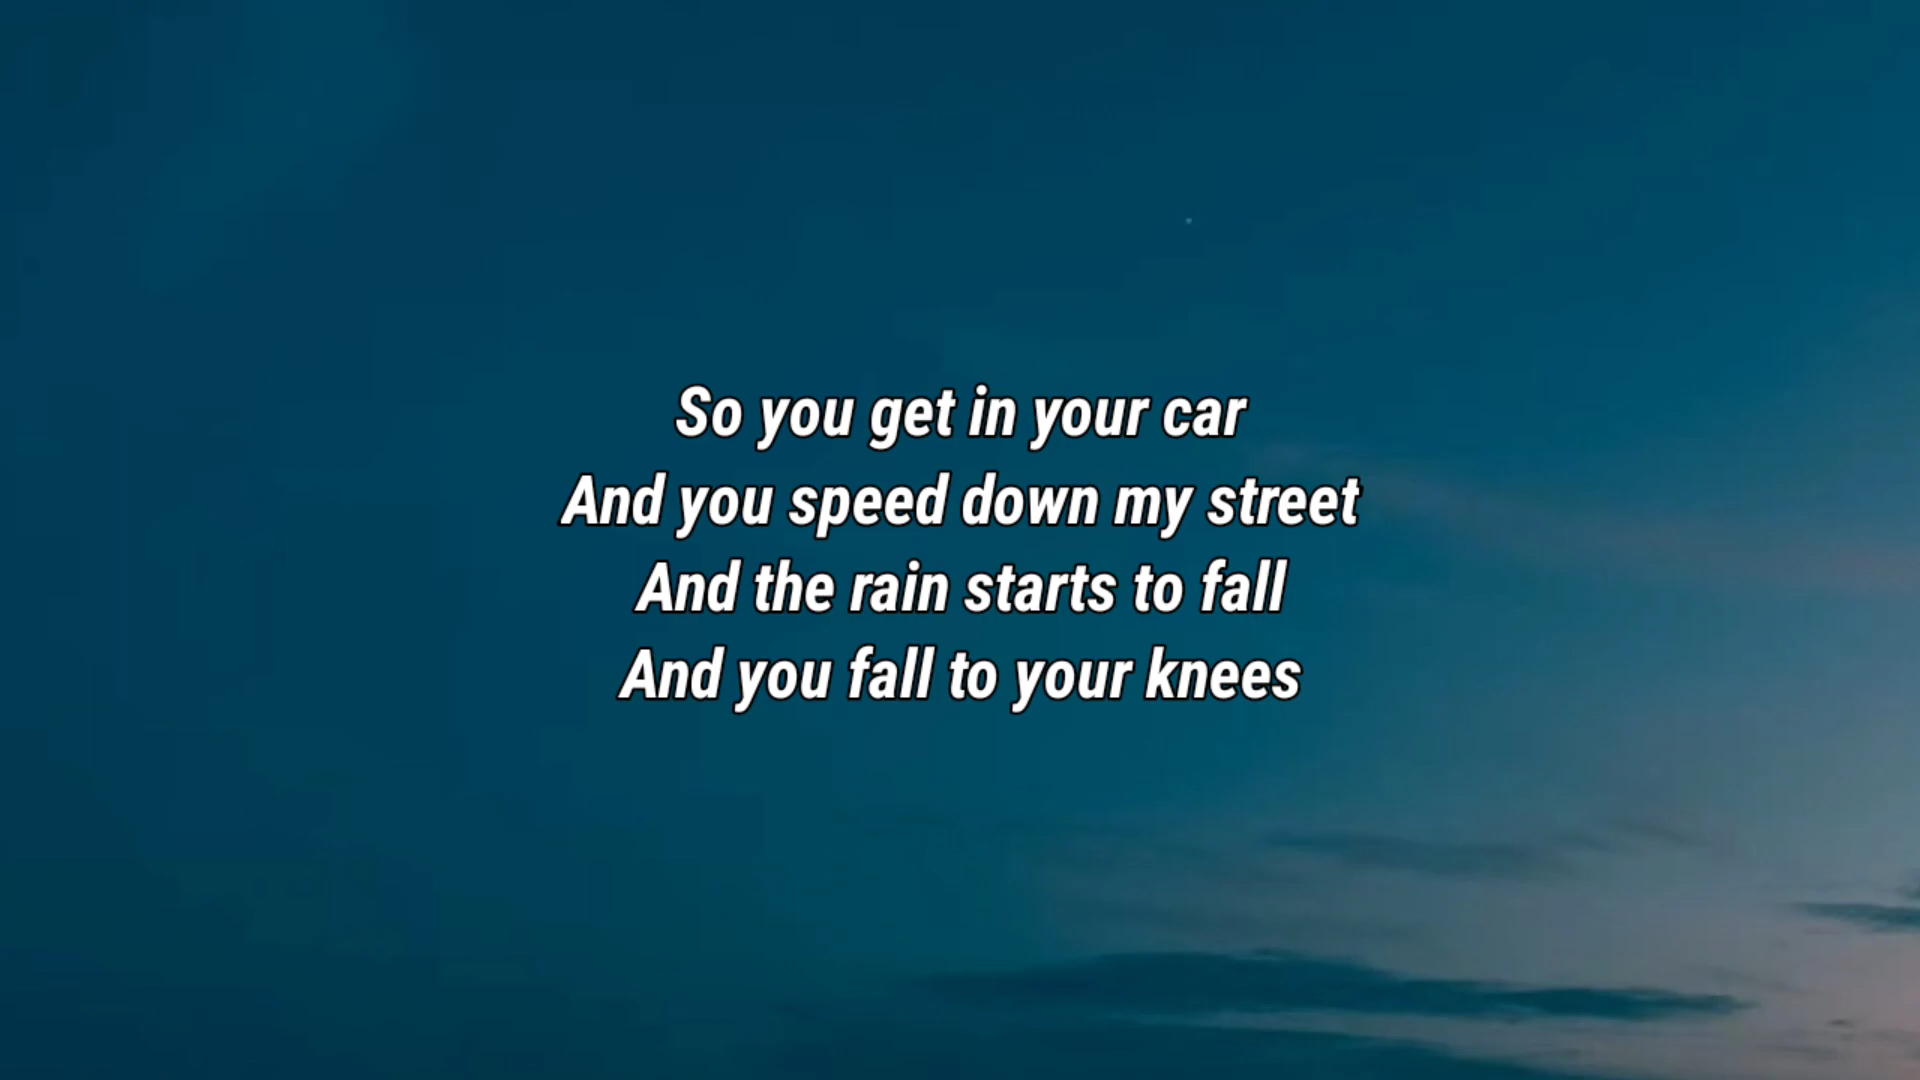 So you get in your car
And you speed down my street
And the rain starts to fall
And you fall to your knees